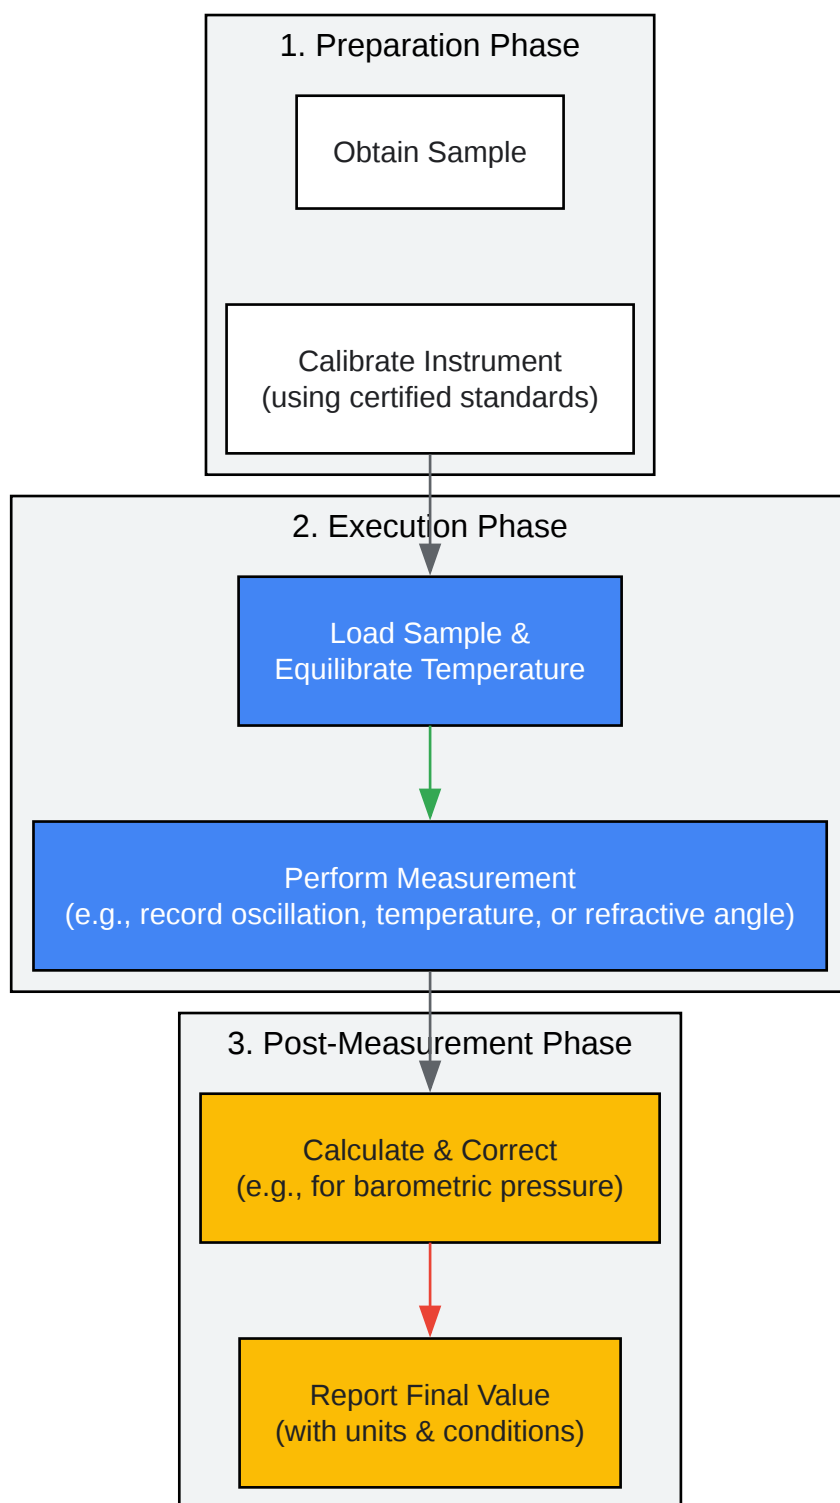 1. Preparation Phase
Obtain Sample
Calibrate Instrument
(using certified standards)
2. Execution Phase
Load Sample &
Equilibrate Temperature
Perform Measurement
(e.g., record oscillation, temperature, or refractive angle)
3. Post-Measurement Phase
Calculate & Correct
(e.g., for barometric pressure)
Report Final Value
(with units & conditions)